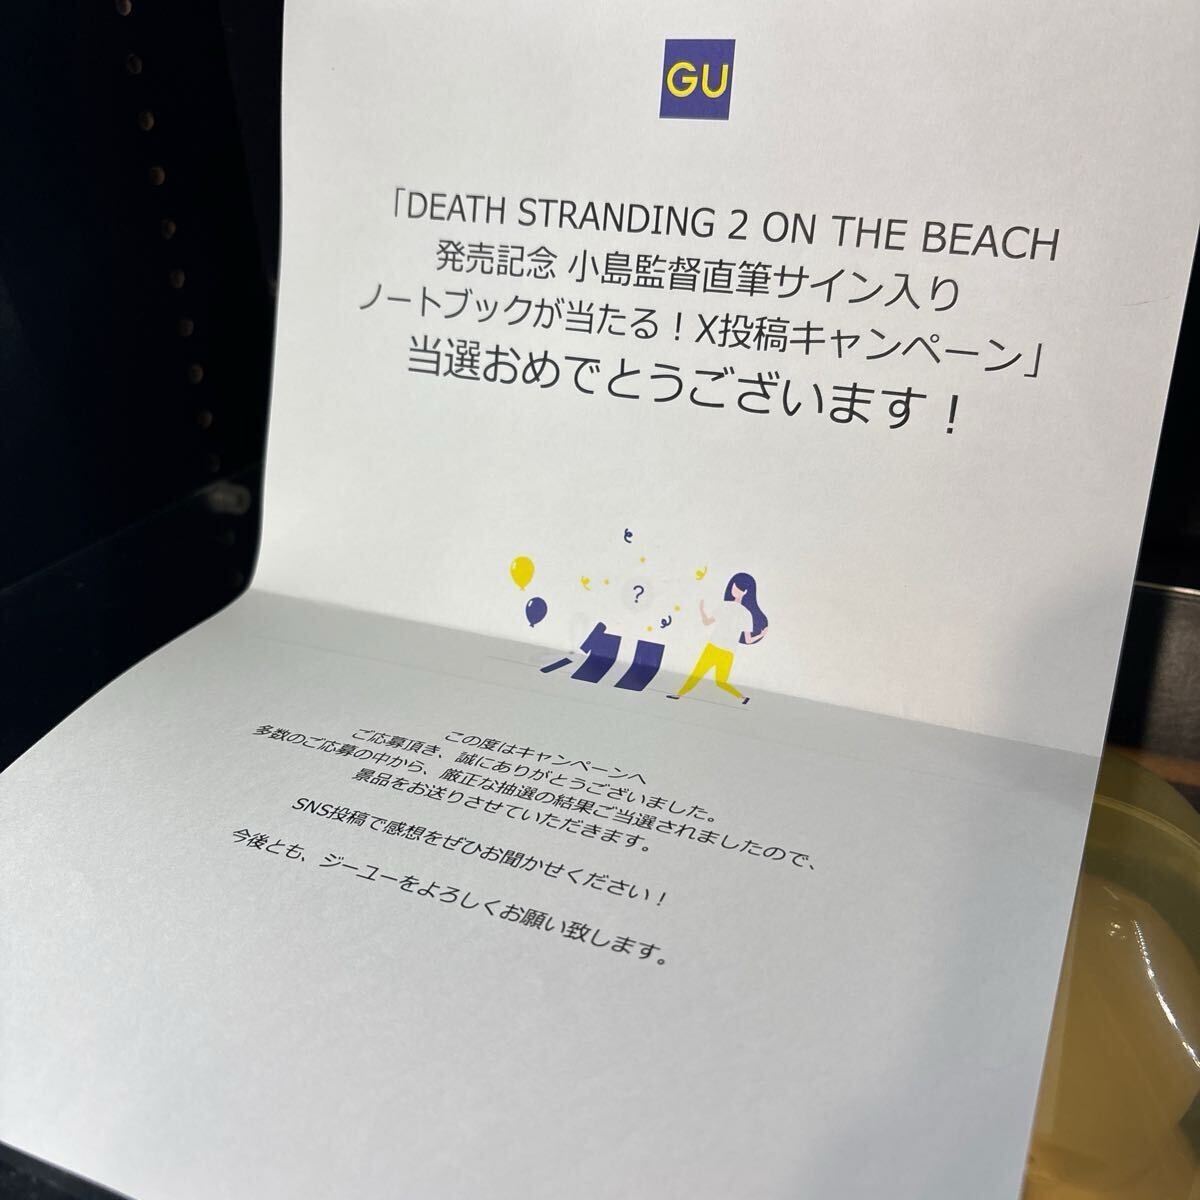 GU
「DEATH STRANDING 2 ON THE BEACH
発売記念 小島監督直筆サイン入り
ノートブックが当たる！X投稿キャンペーン」
当選おめでとうございます！
?
この度はキャンペーンへ
ご応募頂き、誠にありがとうございました。
多数のご応募の中から、厳正な抽選の結果ご当選されましたので、
景品をお送りさせていただきます。
SNS投稿で感想をぜひお聞かせください！
今後とも、ジーユーをよろしくお願い致します。